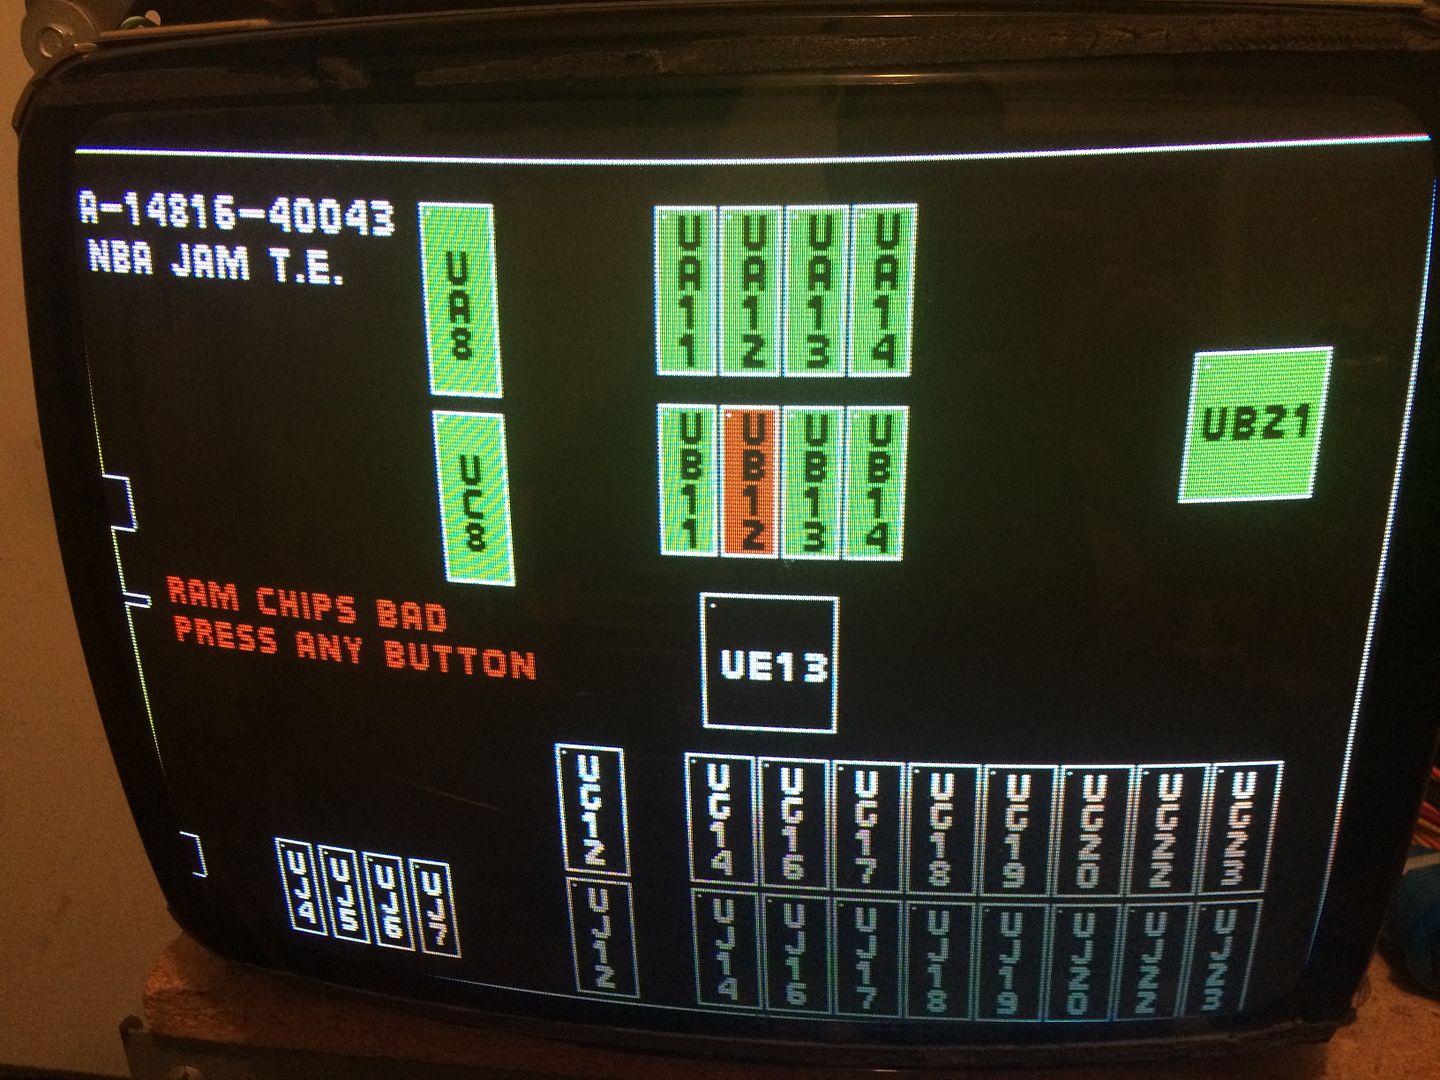 A-14816-40043
NBA JAM T.E.
UA8
UA11
UA12
UA13
UA14
UB21
UC8
UB11
UB12
UB13
UB14
RAM CHIPS BAD
PRESS ANY BUTTON
UE13
UG12
UG14
UG16
UG17
UG18
UG19
UG20
UG22
UG23
UJ4
UJ5
UJ6
UJ7
UJ12
UJ14
UJ16
UJ17
UJ18
UJ19
UJ20
UJ22
UJ23